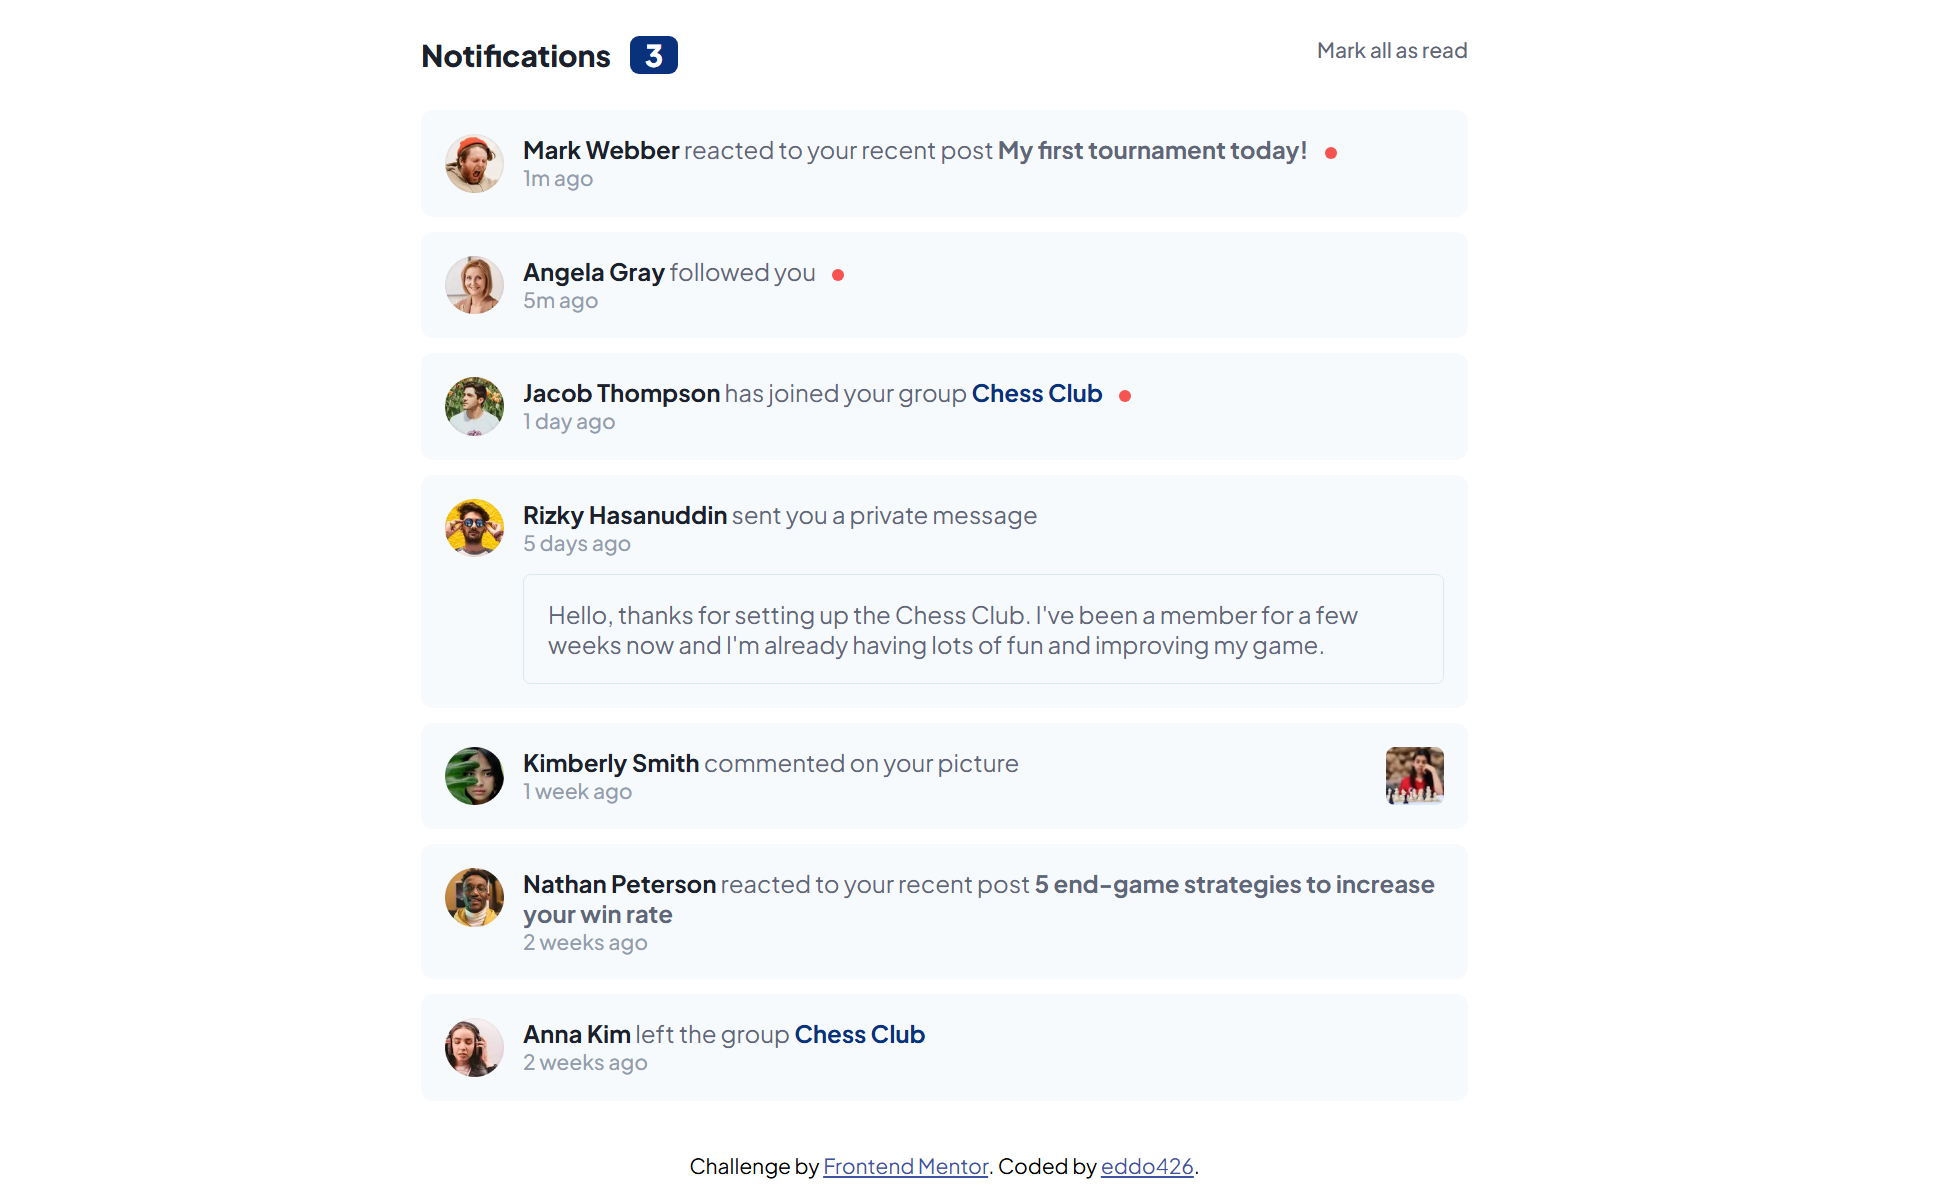 Notifications 3
Mark all as read
Mark Webber reacted to your recent post My first tournament today!
1m ago
Angela Gray followed you
5m ago
Jacob Thompson has joined your group Chess Club
1 day ago
Rizky Hasanuddin sent you a private message
5 days ago
Hello, thanks for setting up the Chess Club. I've been a member for a few
weeks now and I'm already having lots of fun and improving my game.
Kimberly Smith commented on your picture
1 week ago
Nathan Peterson reacted to your recent post 5 end-game strategies to increase
your win rate
2 weeks ago
Anna Kim left the group Chess Club
2 weeks ago
Challenge by Frontend Mentor. Coded by eddo426.